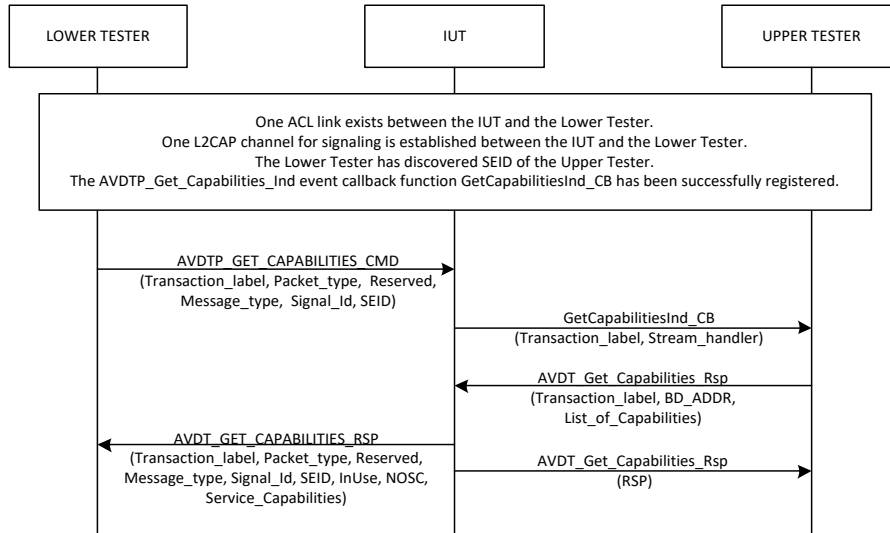 LOWER TESTER
IUT
UPPER TESTER
One ACL link exists between the IUT and the Lower Tester.
One L2CAP channel for signaling is established between the IUT and the Lower Tester.
The Lower Tester has discovered SEID of the Upper Tester.
The AVDTP_Get_Capabilities_Ind event callback function GetCapabilitiesInd_CB has been successfully registered.
AVDTP_GET_CAPABILITIES_CMD
(Transaction_label, Packet_type, Reserved,
Message_type, Signal_Id, SEID)
GetCapabilitiesInd_CB
(Transaction_label, Stream_handler)
AVDT_Get_Capabilities_Rsp
(Transaction_label, BD_ADDR,
List_of_Capabilities)
AVDT_GET_CAPABILITIES_RSP
(Transaction_label, Packet_type, Reserved,
Message_type, Signal_Id, SEID, InUse, NOSC,
Service_Capabilities)
AVDT_Get_Capabilities_Rsp
(RSP)